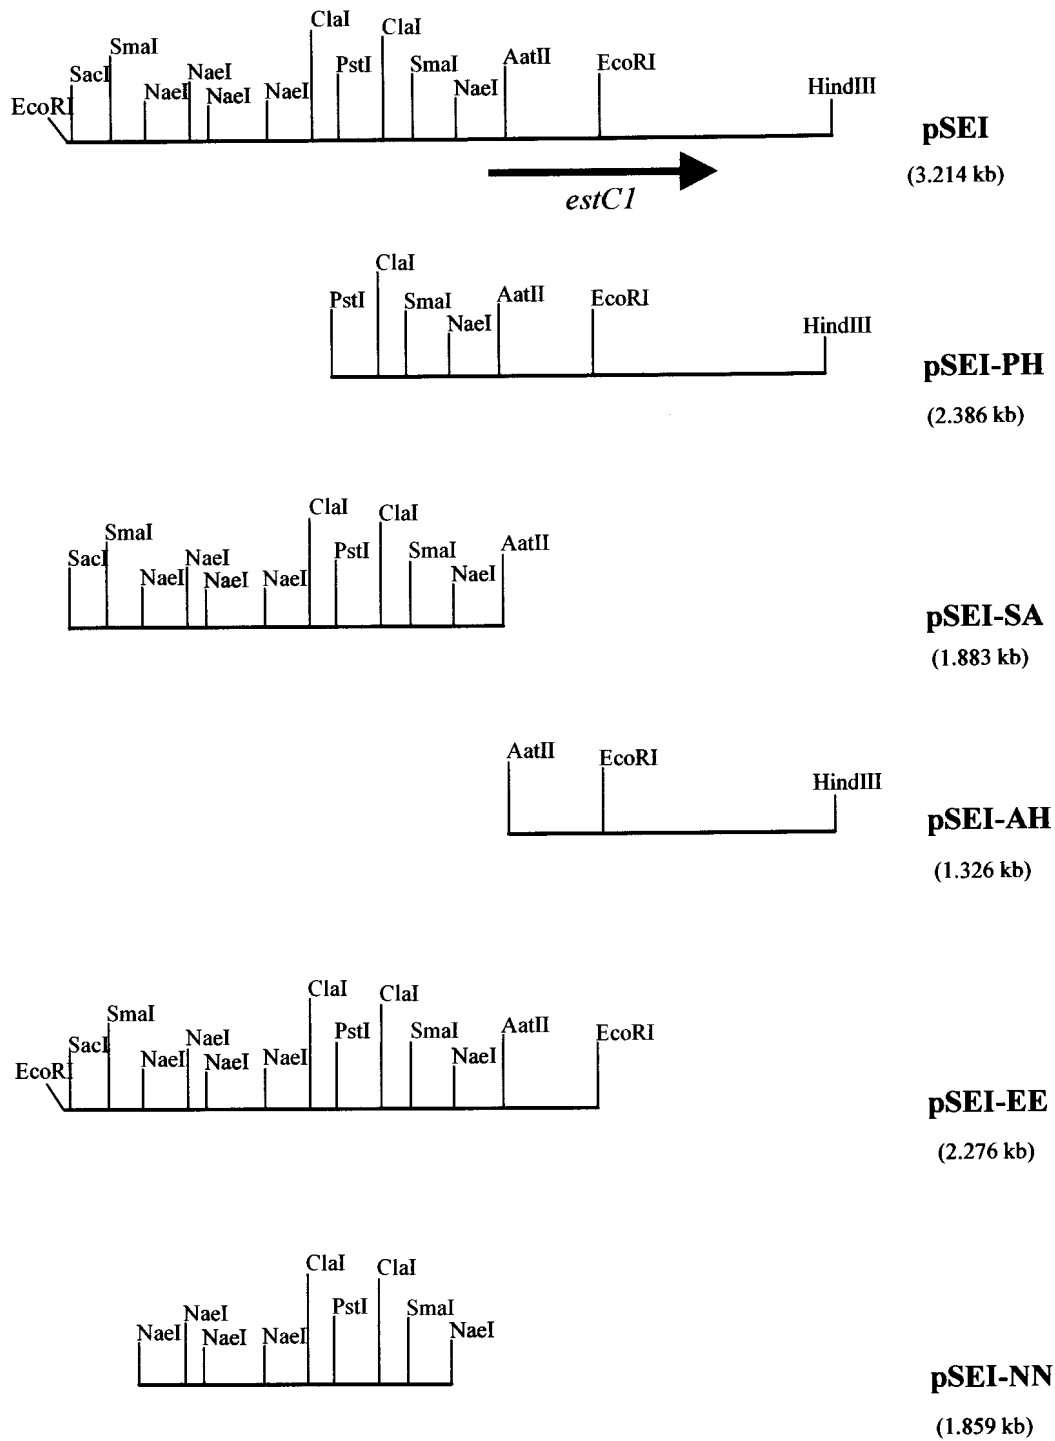 ClaI
ClaI
SmaI
AatII
SacI
NaeI
PstI
SmaI
EcoRI
EcoRI
NaeI
NaeI
NaeI
NaeI
HindIII
pSEI
(3.214 kb)
estC1
ClaI
PstI
SmaI
AatII
EcoRI
NaeI
HindIII
pSEI-PH
(2.386 kb)
ClaI
ClaI
SmaI
SacI
NaeI
PstI
SmaI
AatII
NaeI
NaeI
NaeI
NaeI
pSEI-SA
(1.883 kb)
AatII
EcoRI
HindIII
pSEI-AH
(1.326 kb)
ClaI
ClaI
SmaI
AatII
EcoRI
SacI
NaeI
PstI
SmaI
EcoRI
NaeI
NaeI
NaeI
NaeI
pSEI-EE
(2.276 kb)
ClaI
ClaI
NaeI
PstI
SmaI
NaeI
NaeI
NaeI
NaeI
pSEI-NN
(1.859 kb)